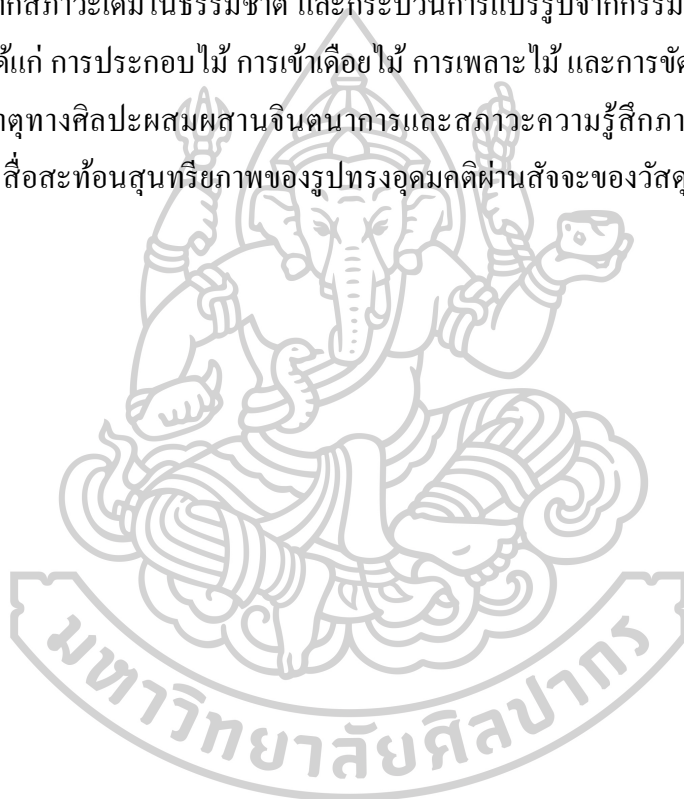 ากสภาวะเดิมในธรรมชาติ และกระบวนการแปรรูปจากกรรม
ด้แก่ การประกอบไม้ การเข้าเดือยไม้ การเพลาะไม้ และการขัด
าตุทางศิลปะผสมผสานจินตนาการและสภาวะความรู้สึกภา
สื่อสะท้อนสุนทรียภาพของรูปทรงอุดมคติผ่านสัจจะของวัสดุ
มหาวิทยาลัยศิลปากร